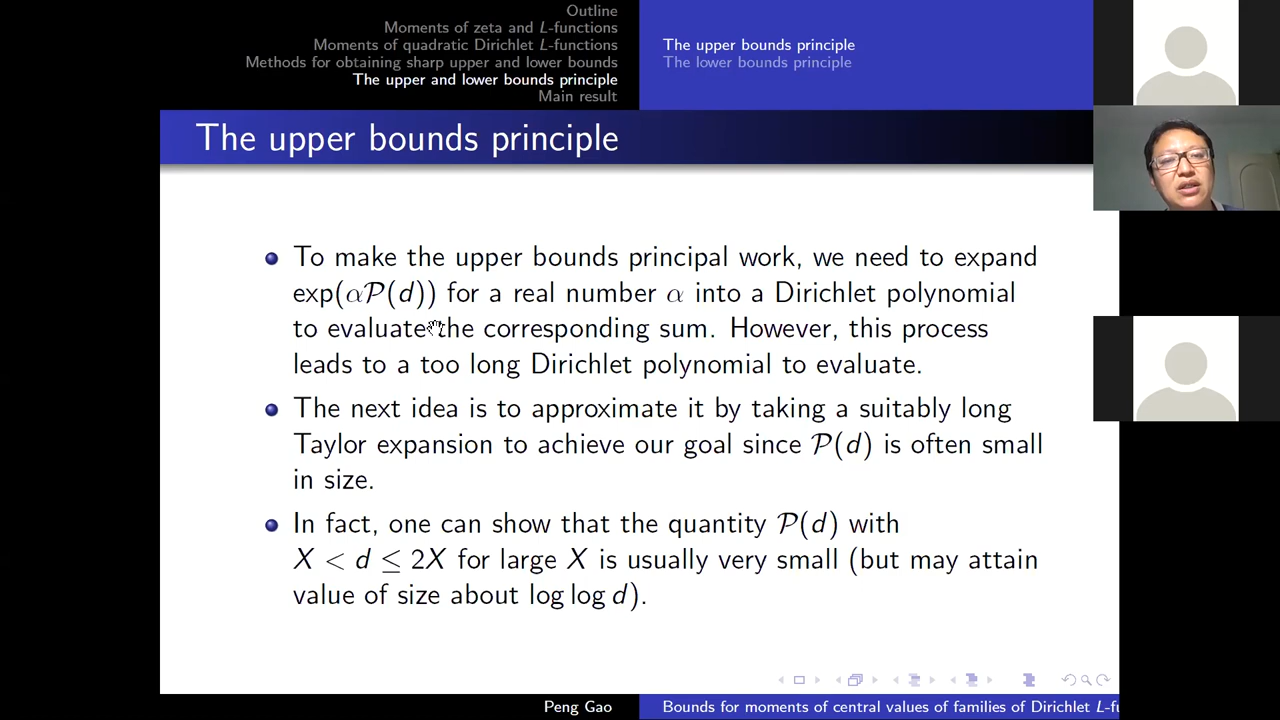 Outline
Moments of zeta and L-functions
Moments of quadratic Dirichlet L-functions
Methods for obtaining sharp upper and lower bounds
The upper and lower bounds principle
Main result
The upper bounds principle
The lower bounds principle
The upper bounds principle
To make the upper bounds principal work, we need to expand
exp(α𝒫(d)) for a real number α into a Dirichlet polynomial
to evaluate the corresponding sum. However, this process
leads to a too long Dirichlet polynomial to evaluate.
The next idea is to approximate it by taking a suitably long
Taylor expansion to achieve our goal since 𝒫(d) is often small
in size.
In fact, one can show that the quantity 𝒫(d) with
X < d ≤ 2X for large X is usually very small (but may attain
value of size about log log d).
Peng Gao
Bounds for moments of central values of families of Dirichlet L-fu